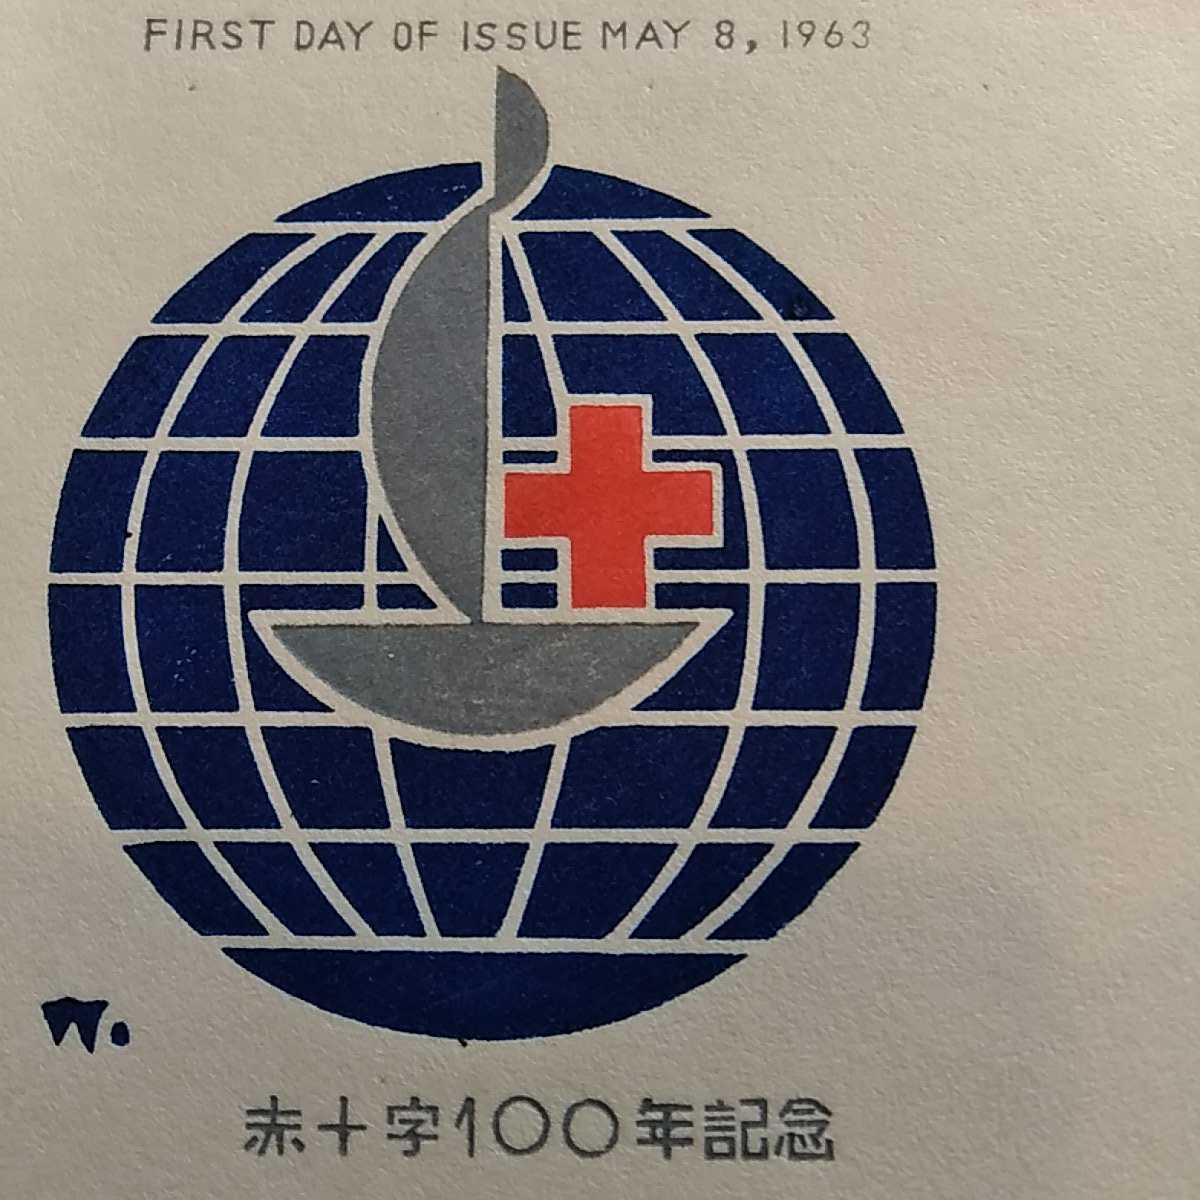 FIRST DAY OF ISSUE MAY 8, 1963
W.
赤十字100年記念